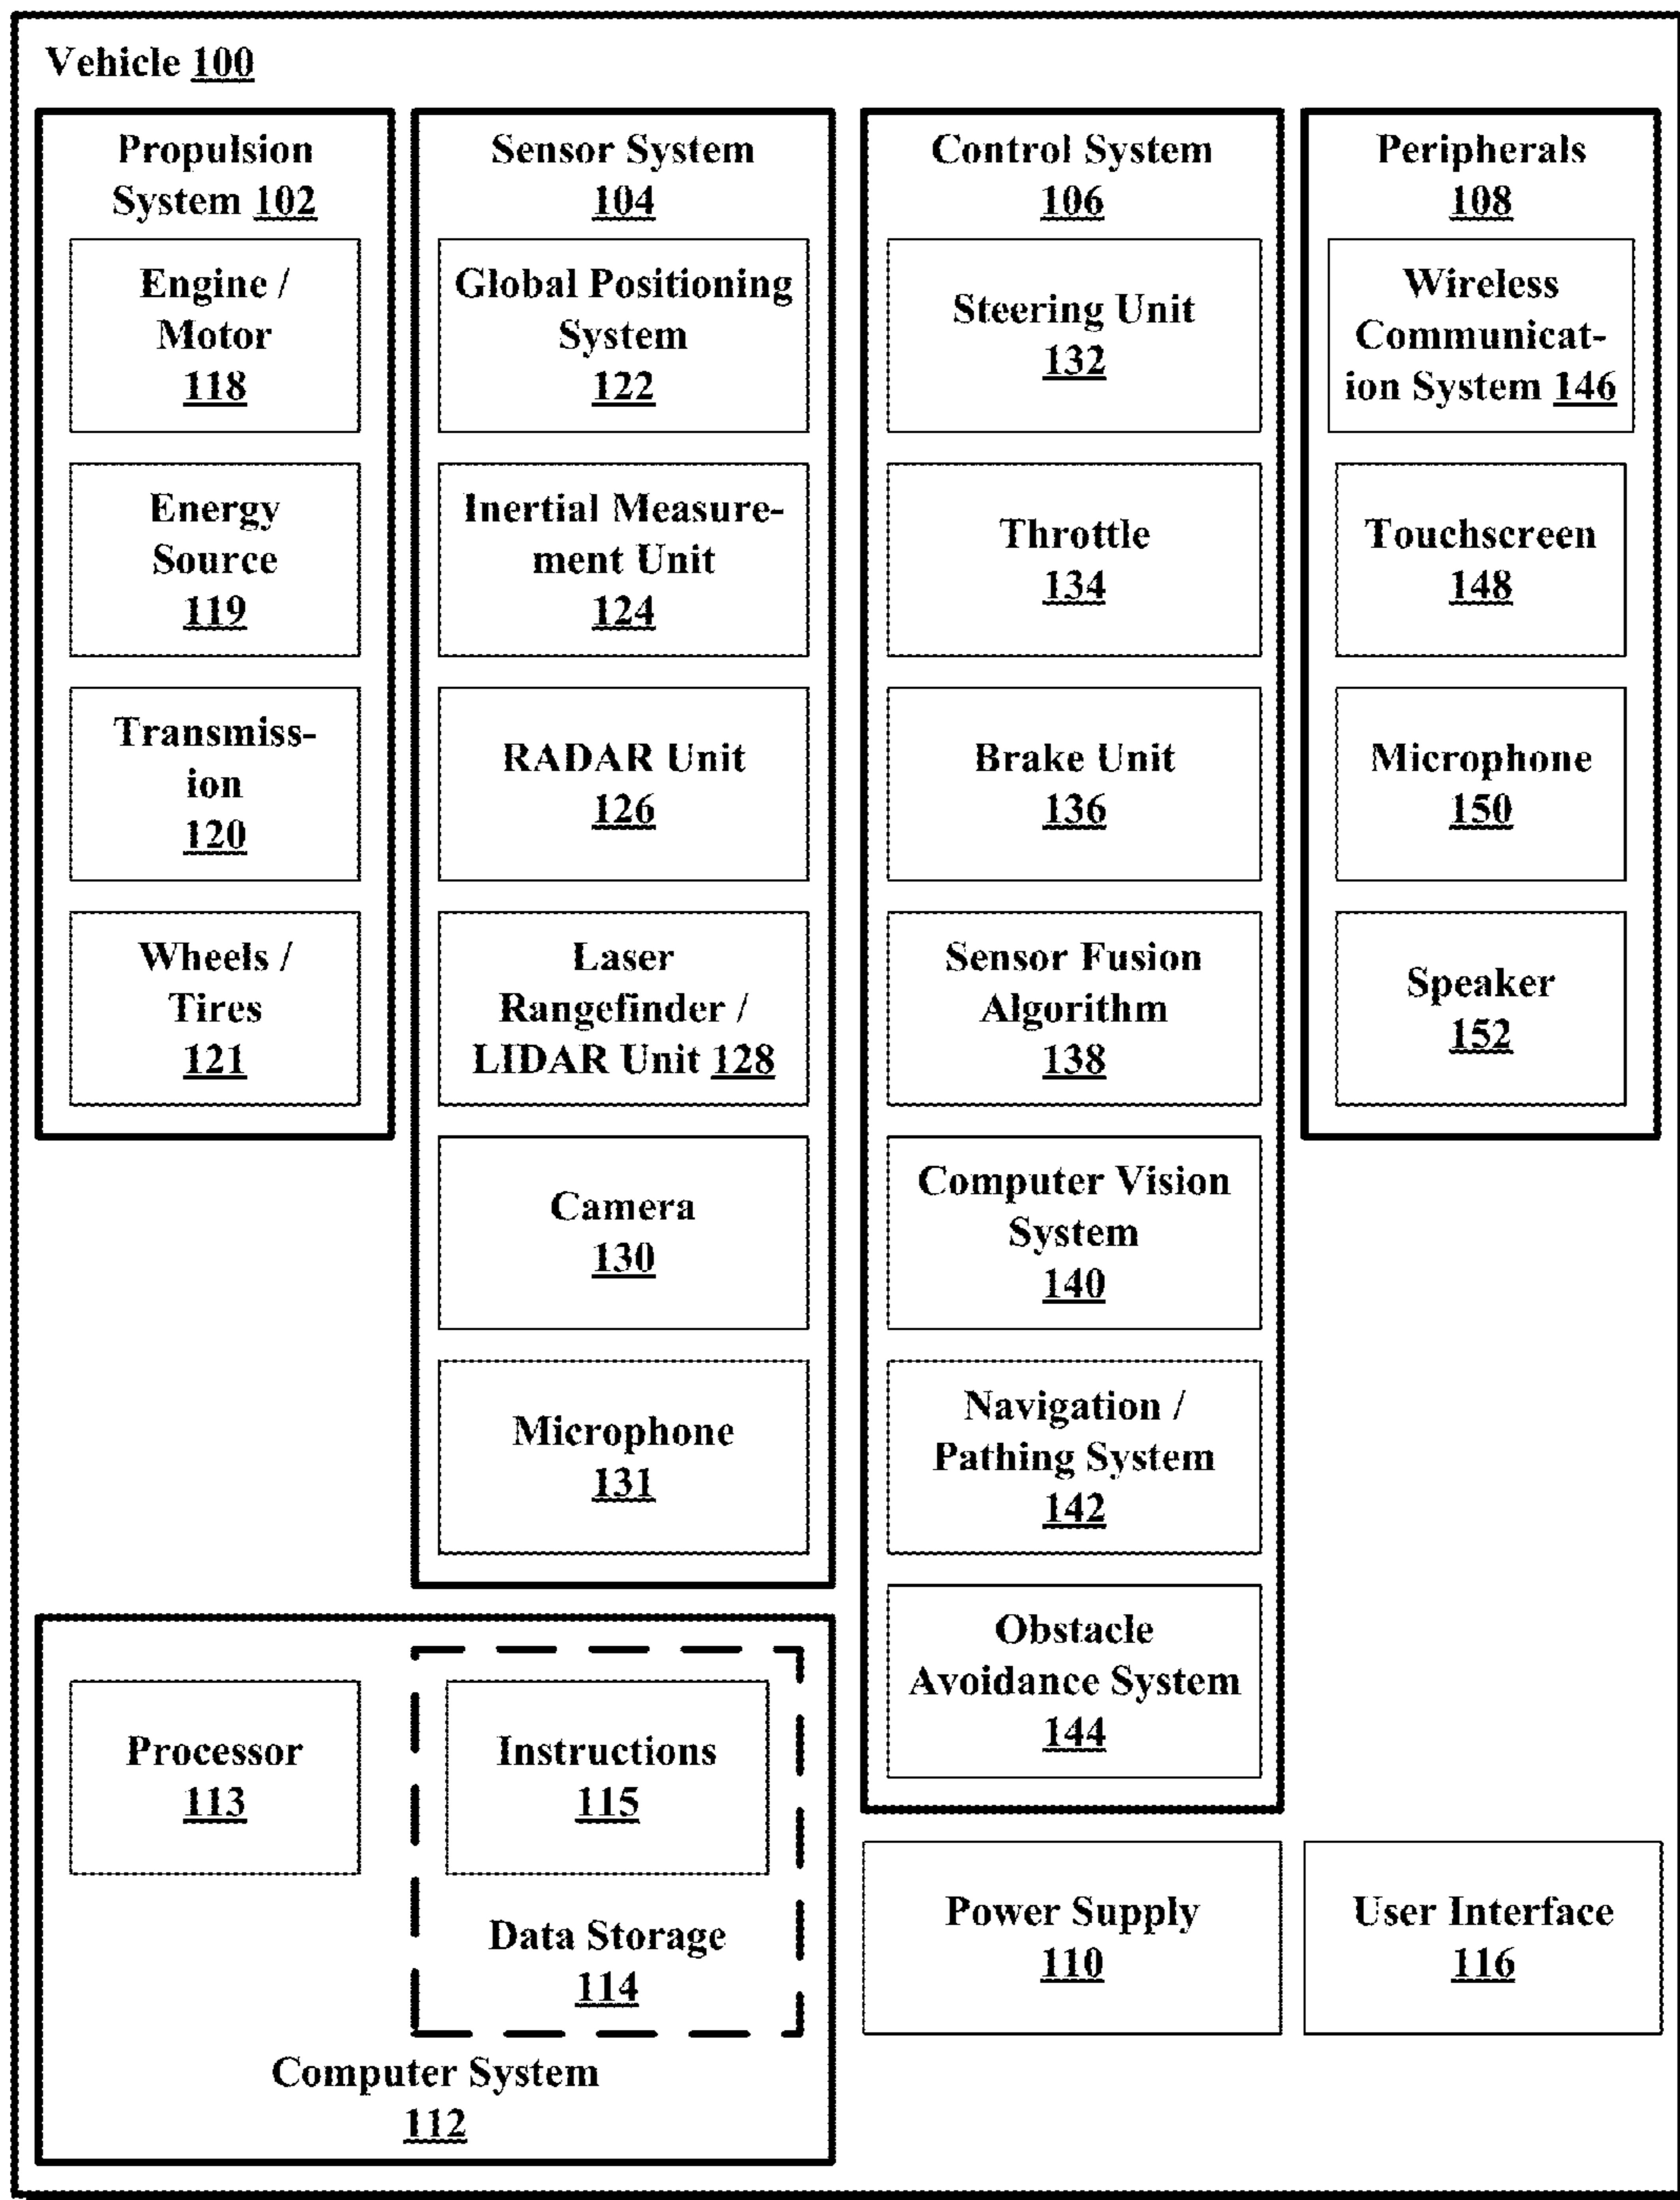 Vehicle 100
Propulsion
System 102
Engine /
Motor
118
Energy
Source
119
Transmiss-
ion
120
Wheels /
Tires
121
Sensor System
104
Global Positioning
System
122
Inertial Measure-
ment Unit
124
RADAR Unit
126
Laser
Rangefinder /
LIDAR Unit 128
Camera
130
Microphone
131
Control System
106
Steering Unit
132
Throttle
134
Brake Unit
136
Sensor Fusion
Algorithm
138
Computer Vision
System
140
Navigation /
Pathing System
142
Obstacle
Avoidance System
144
Peripherals
108
Wireless
Communicat-
ion System 146
Touchscreen
148
Microphone
150
Speaker
152
Processor
113
Instructions
115
Data Storage
114
Computer System
112
Power Supply
110
User Interface
116